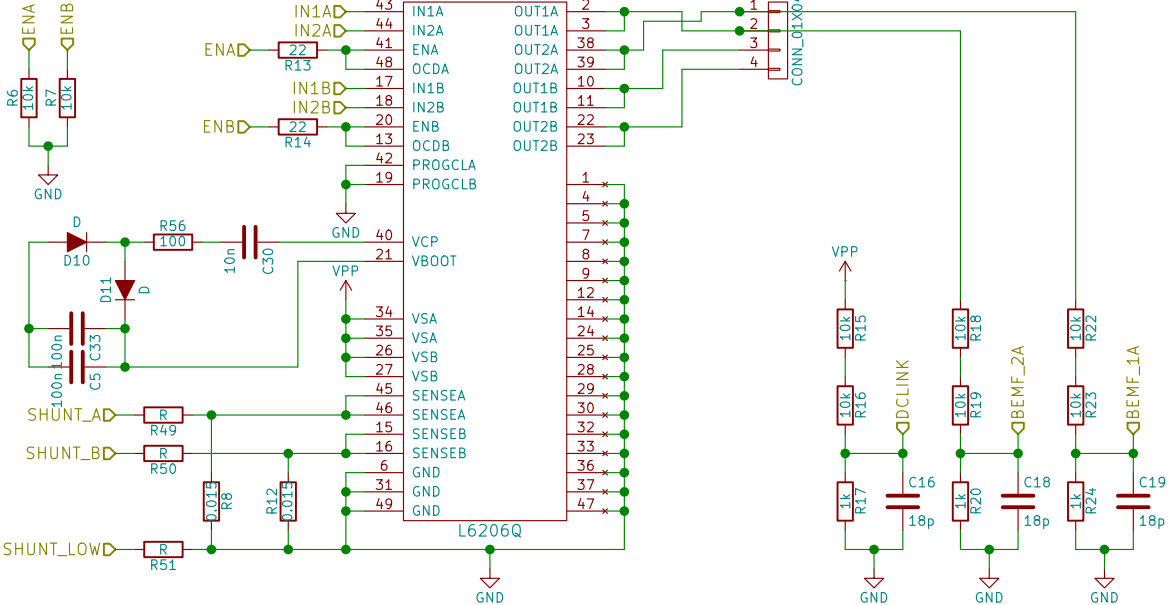 ENA
ENB
R6
10k
R7
10k
GND
IN1A
IN2A
ENA
22
R13
IN1B
IN2B
ENB
22
R14
GND
43 IN1A
44 IN2A
41 ENA
48 OCDA
17 IN1B
18 IN2B
20 ENB
13 OCDB
42 PROGCLA
19 PROGCLB
40 VCP
21 VBOOT
34 VSA
35 VSA
26 VSB
27 VSB
45 SENSEA
46 SENSEA
15 SENSEB
16 SENSEB
6 GND
31 GND
49 GND
OUT1A 2
OUT1A 3
OUT2A 38
OUT2A 39
OUT1B 10
OUT1B 11
OUT2B 22
OUT2B 23
1
4
5
7
8
9
12
14
24
25
28
29
30
32
33
36
37
47
L6206Q
GND
1
2
3
4
D
D10
R56
100
10n
C30
D11
D
VPP
100n
C33
100n
C5
SHUNT_A
R
R49
SHUNT_B
R
R50
0.015
R8
R12
0.015
SHUNT_LOW
R
R51
VPP
10k
R15
10k
R16
DCLINK
1k
R17
C16
18p
GND
10k
R18
10k
R19
BEMF_2A
1k
R20
C18
18p
GND
10k
R22
10k
R23
BEMF_1A
1k
R24
C19
18p
GND